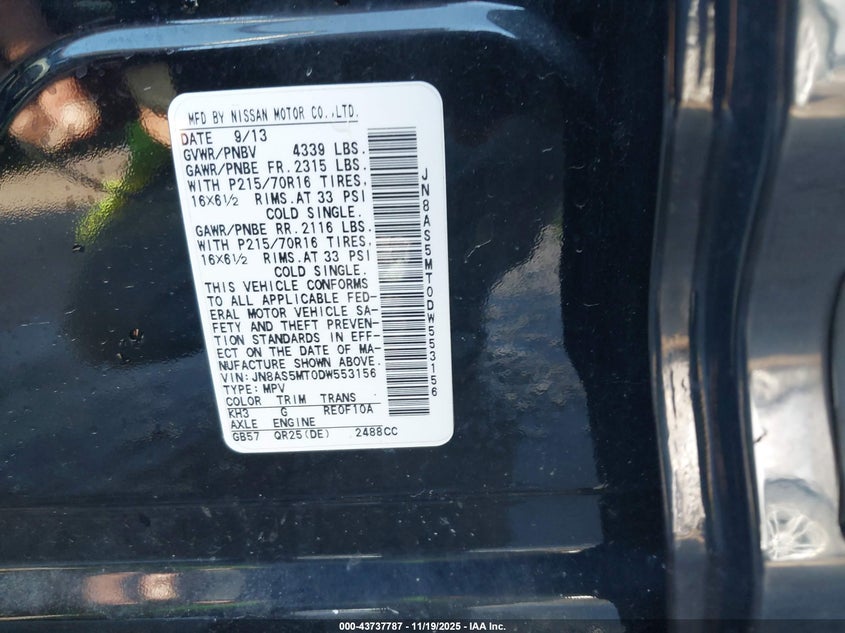 MFD BY NISSAN MOTOR CO.,LTD.
DATE 9/13
GVWR/PNBV 4339 LBS.
GAWR/PNBE FR. 2315 LBS.
WITH P215/70R16 TIRES,
16X6½ RIMS.AT 33 PSI
COLD SINGLE.
GAWR/PNBE RR. 2116 LBS.
WITH P215/70R16 TIRES,
16X6½ RIMS.AT 33 PSI
COLD SINGLE.
THIS VEHICLE CONFORMS
TO ALL APPLICABLE FED-
ERAL MOTOR VEHICLE SA-
FETY AND THEFT PREVEN-
TION STANDARDS IN EFF-
ECT ON THE DATE OF MA-
NUFACTURE SHOWN ABOVE.
VIN: JN8AS5MT0DW553156
TYPE: MPV
COLOR TRIM TRANS
KH3 G RE0F10A
AXLE ENGINE
GB57 QR25(DE) 2488CC
JN8AS5MT0DW553156
000-43737787 - 11/19/2025 - IAA Inc.